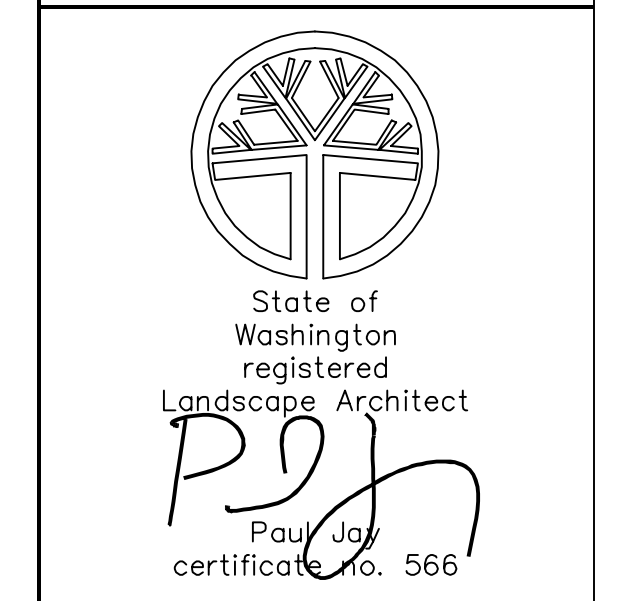 State of
Washington
registered
Landscape Architect
Paul Jay
certificate no. 566